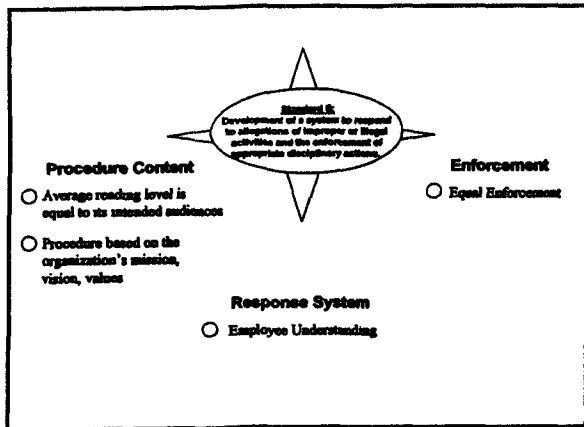 Development of a system to respond
to allegations of improper or illegal
activities and the enforcement of
appropriate disciplinary actions.
Procedure Content
Average reading level is
equal to its intended audiences
Procedure based on the
organization's mission,
vision, values
Enforcement
Equal Enforcement
Response System
Employee Understanding